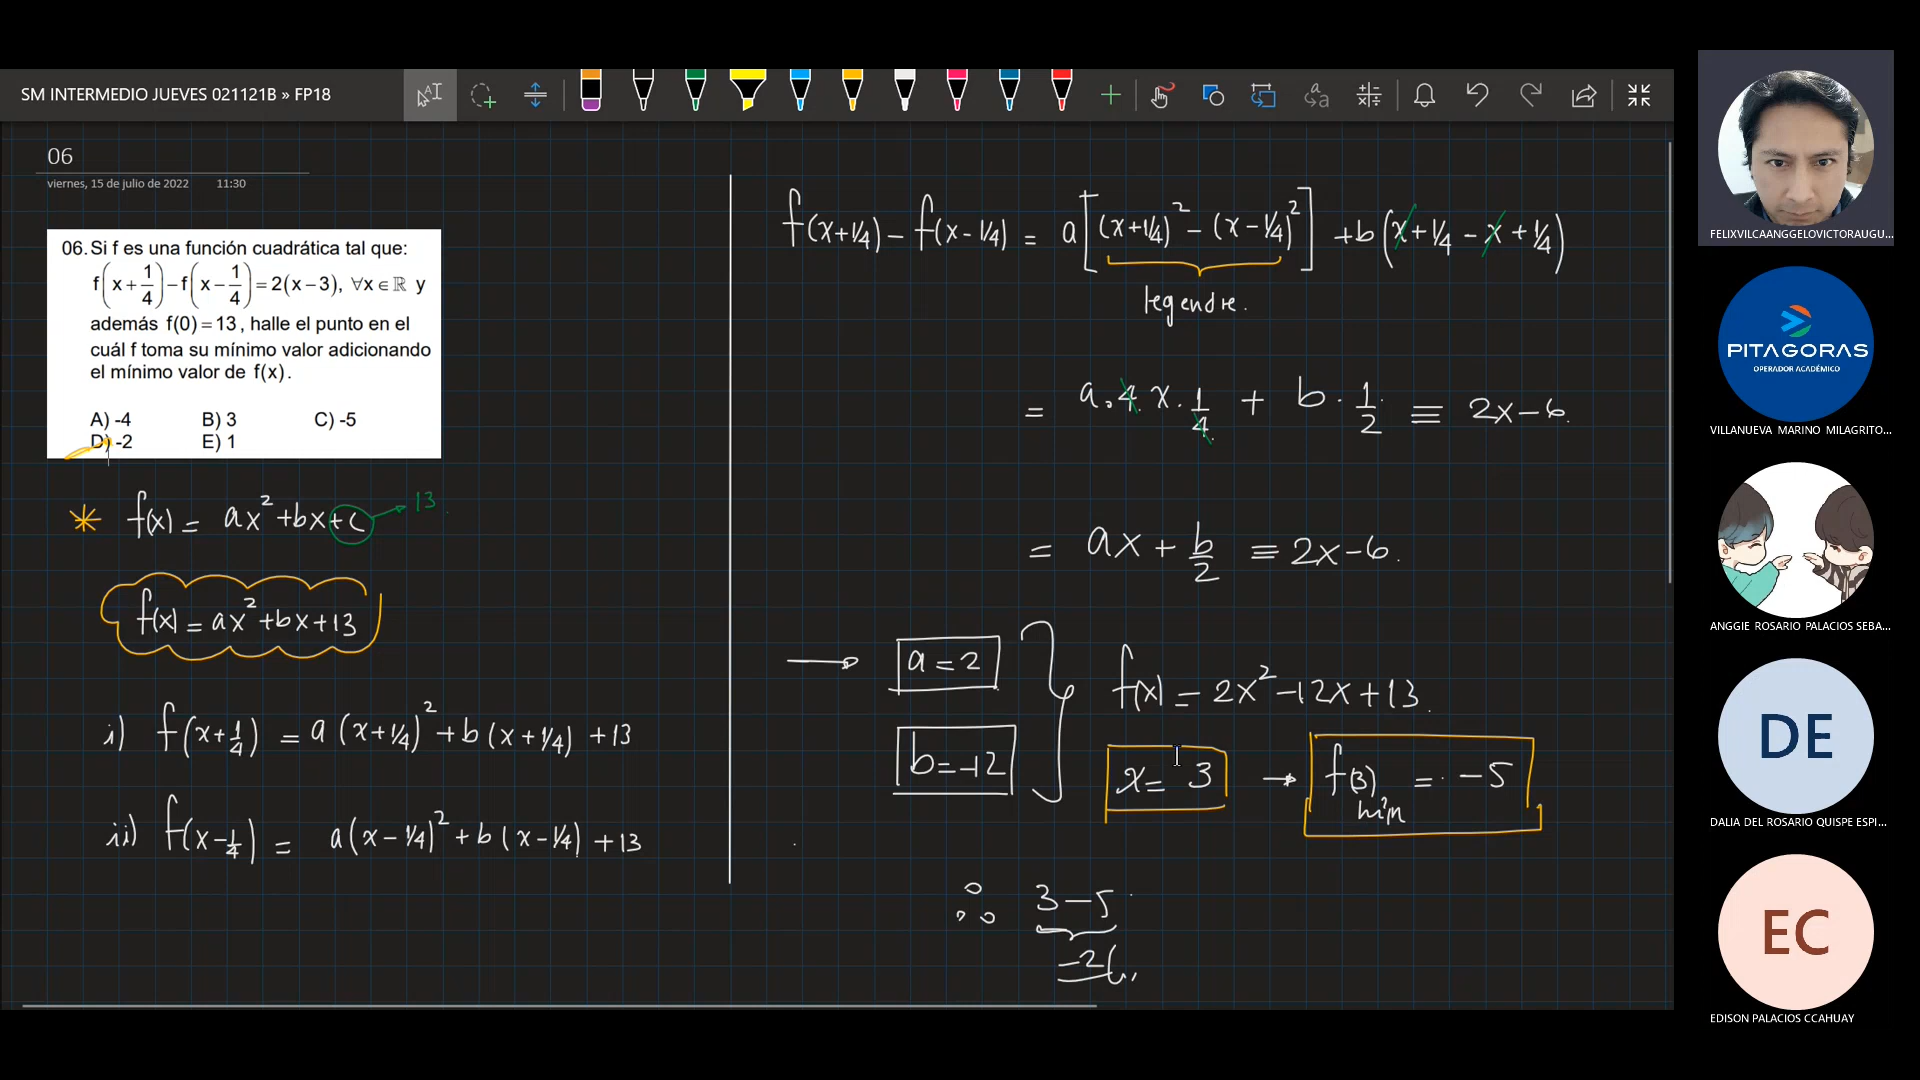 SM INTERMEDIO JUEVES 021121B » FP18
06
viernes, 15 de julio de 2022 11:30
06. Si f es una función cuadrática tal que:
f(x + 1/4) − f(x − 1/4) = 2(x − 3), ∀x ∈ ℝ y
además f(0) = 13, halle el punto en el
cuál f toma su mínimo valor adicionando
el mínimo valor de f(x).
A) -4 B) 3 C) -5
D) -2 E) 1
* f(x) = ax² + bx + c → 13
f(x) = ax² + bx + 13
i) f(x + 1/4) = a(x + 1/4)² + b(x + 1/4) + 13
ii) f(x − 1/4) = a(x − 1/4)² + b(x − 1/4) + 13
f(x + 1/4) − f(x − 1/4) = a[(x + 1/4)² − (x − 1/4)²] + b(x + 1/4 − x + 1/4)
legendre.
= a.4x.1/4 + b.1/2 ≡ 2x − 6.
= ax + b/2 ≡ 2x − 6.
→ a = 2
b = −12
f(x) = 2x² − 12x + 13.
x = 3 → f(3) = −5
mín
∴ 3 − 5
−2
FELIXVILCAANGGELOVICTORAUGU...
PITAGORAS
OPERADOR ACADÉMICO
VILLANUEVA MARINO MILAGRITO...
ANGGIE ROSARIO PALACIOS SEBA...
DE
DALIA DEL ROSARIO QUISPE ESPI...
EC
EDISON PALACIOS CCAHUAY